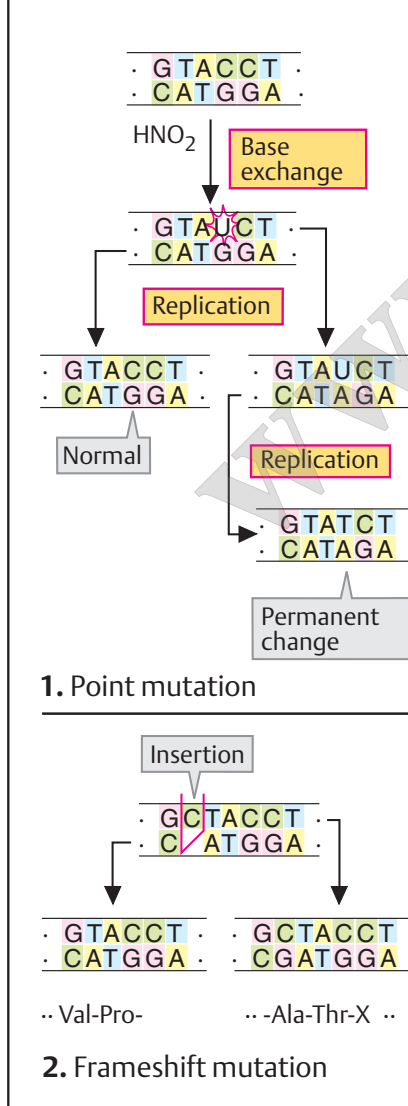 · GTACCT ·
· CATGGA ·
HNO2
Base
exchange
· GTAUCT ·
· CATGGA ·
Replication
· GTACCT ·
· CATGGA ·
· GTAUCT
· CATAGA
Normal
Replication
· GTATCT
· CATAGA
Permanent
change
1. Point mutation
Insertion
· GCTACCT ·
· C ATGGA ·
· GTACCT ·
· CATGGA ·
· GCTACCT
· CGATGGA
·· Val-Pro-
·· -Ala-Thr-X ··
2. Frameshift mutation